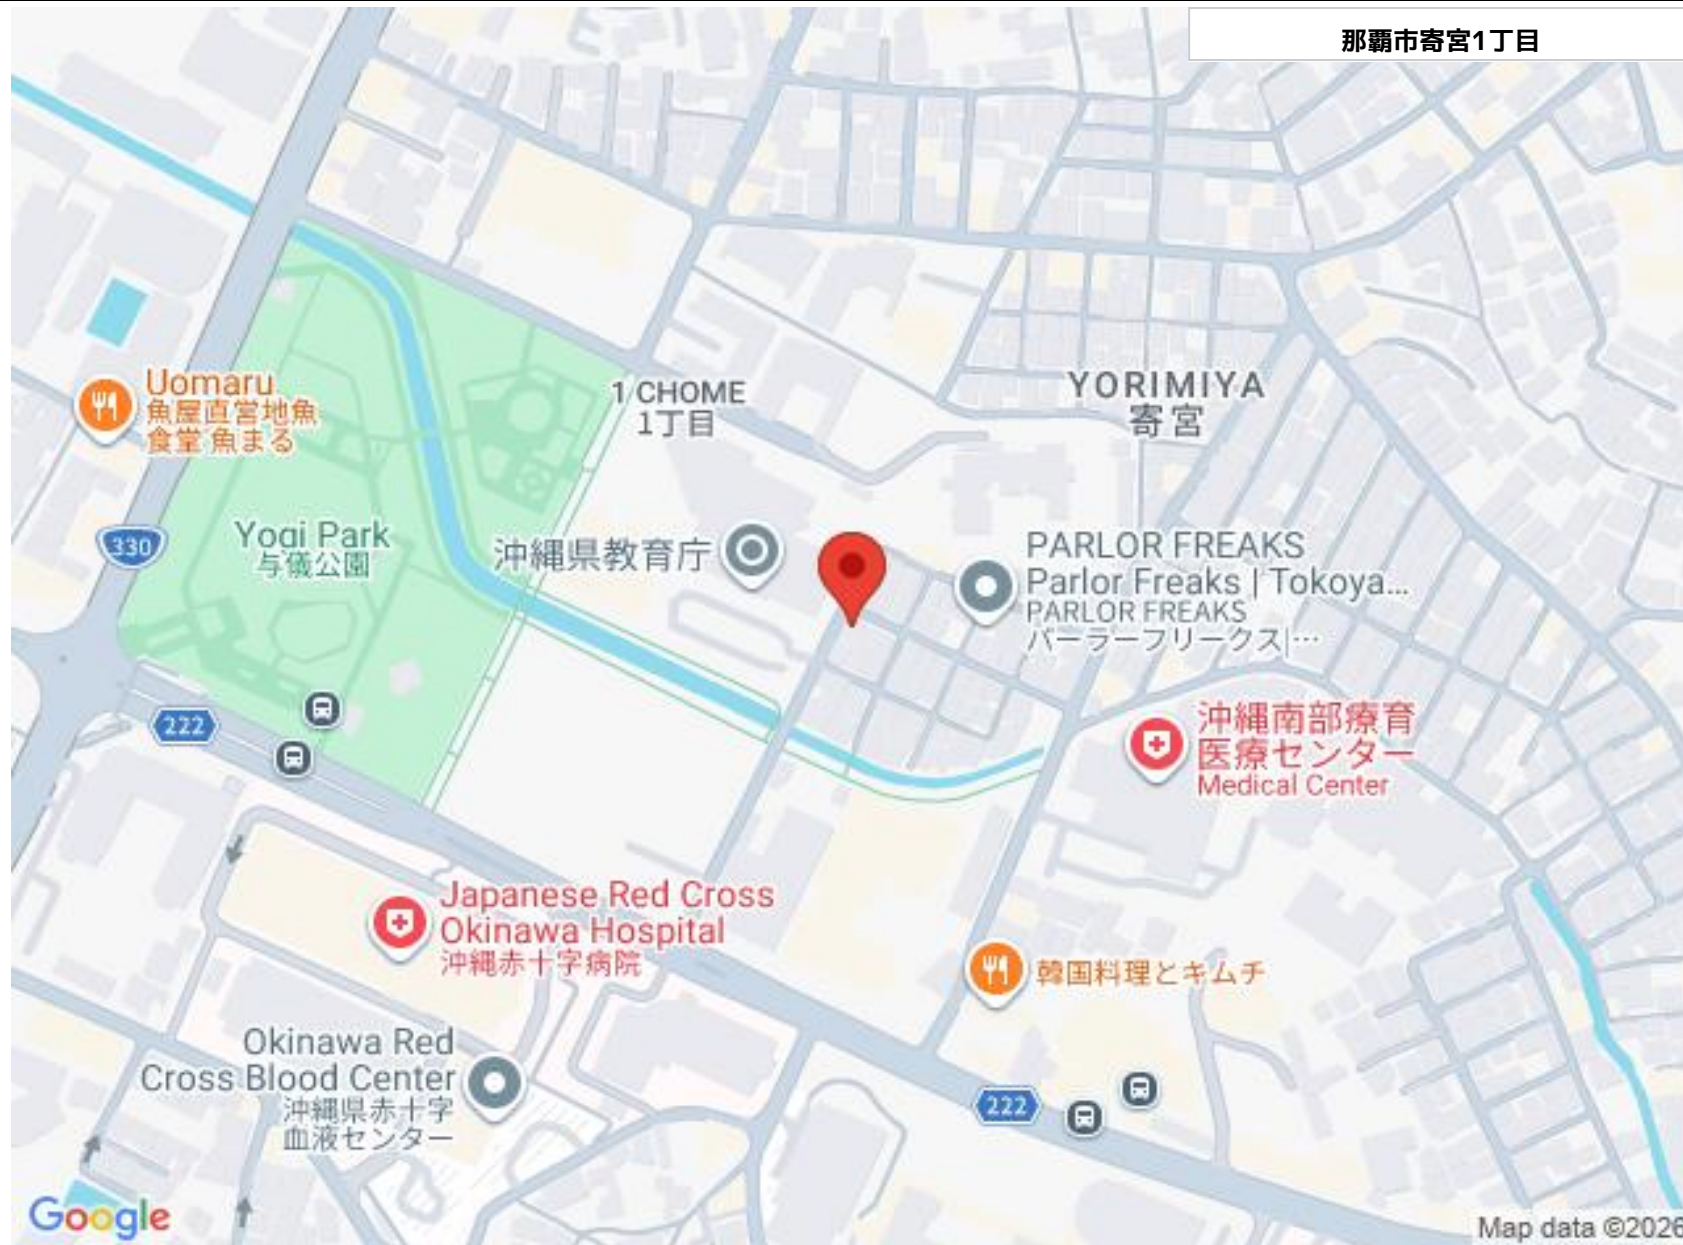 那覇市寄宮1丁目
Uomaru
魚屋直営地魚
食堂 魚まる
1 CHOME
1丁目
YORIMIYA
寄宮
330
Yogi Park
与儀公園
沖縄県教育庁
PARLOR FREAKS
Parlor Freaks | Tokoya...
PARLOR FREAKS
パーラーフリークス|…
222
沖縄南部療育
医療センター
Medical Center
Japanese Red Cross
Okinawa Hospital
沖縄赤十字病院
韓国料理とキムチ
Okinawa Red
Cross Blood Center
沖縄県赤十字
血液センター
222
Google
Map data ©2026